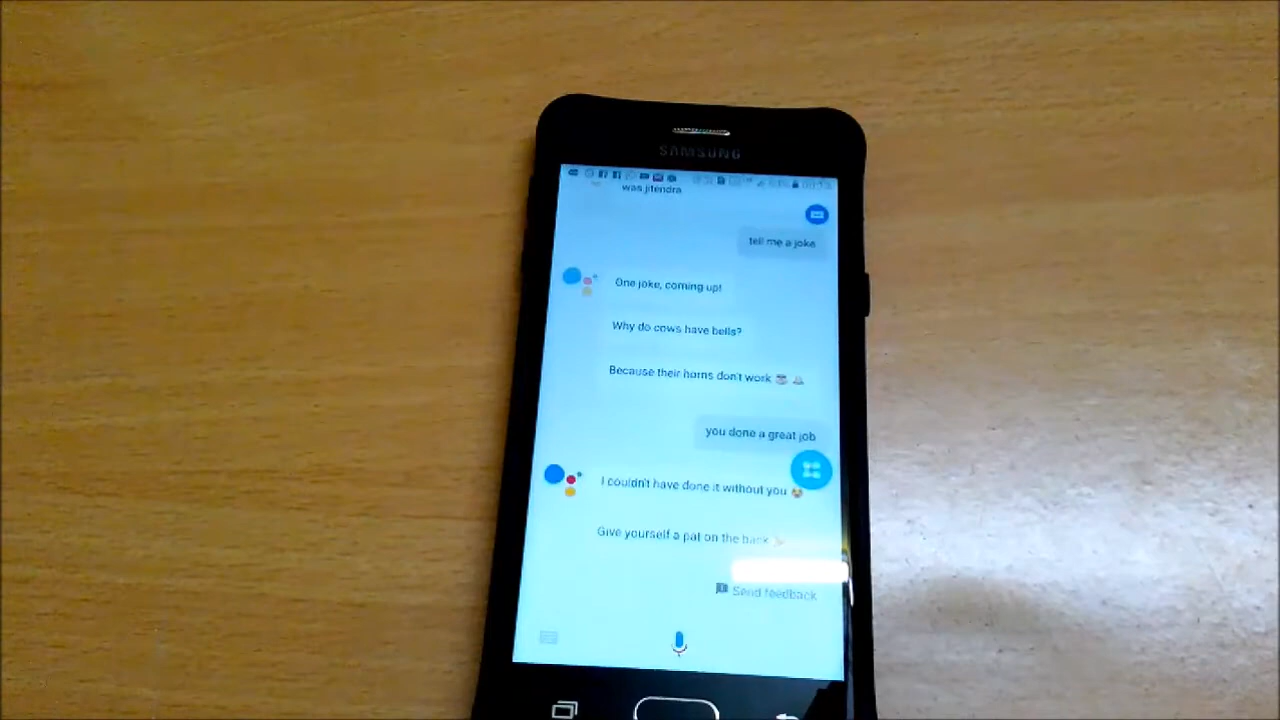 SAMSUNG
was jitendra
tell me a joke
One joke, coming up!
Why do cows have bells?
Because their horns don't work
you done a great job
I couldn't have done it without you
Give yourself a pat on the back
Send feedback